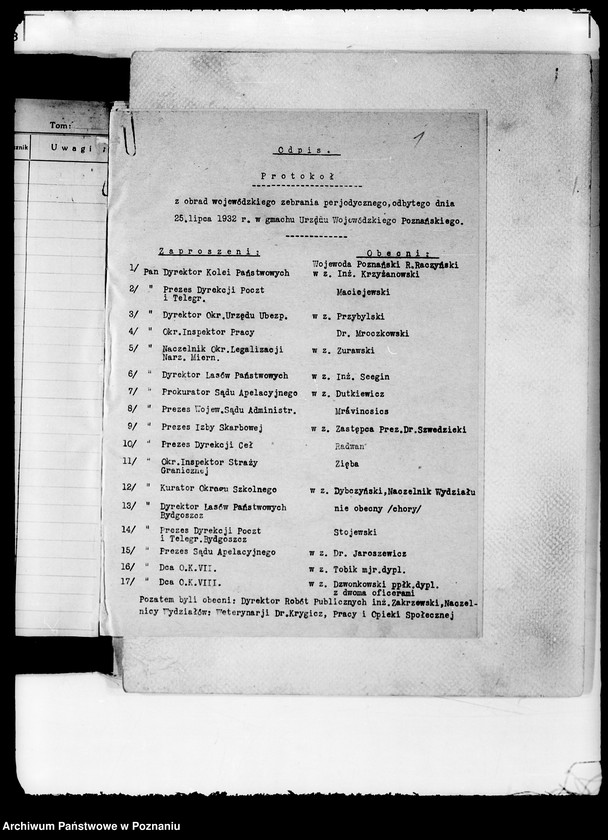 Tom:
Uwagi
1
Odpis.
Protokoł
z obrad wojewódzkiego zebrania perjodycznego, odbytego dnia
25.lipca 1932 r. w gmachu Urzędu Wojewódzkiego Poznańskiego.
Zaproszeni: Obecni:
Wojewoda Poznański R.Raczyński
1/ Pan Dyrektor Kolei Państwowych w z. Inż. Krzyżanowski
2/ " Prezes Dyrekcji Poczt i Telegr. Maciejewski
3/ " Dyrektor Okr.Urzędu Ubezp. w z. Przybylski
4/ " Okr.Inspektor Pracy Dr. Mroczkowski
5/ " Naczelnik Okr.Legalizacji Narz. Miern. w z. Zurawski
6/ " Dyrektor Lasów Państwowych w z. Inż. Seegin
7/ " Prokurator Sądu Apelacyjnego w z. Dutkiewicz
8/ " Prezes Wojew.Sądu Administr. Mrávincsics
9/ " Prezes Izby Skarbowej w z. Zastępca Prez.Dr.Szwedzicki
10/ " Prezes Dyrekcji Ceł Radwan
11/ " Okr.Inspektor Straży Granicznej Zięba
12/ " Kurator Okręgu Szkolnego w z. Dybczyński,Naczelnik Wydziału
13/ " Dyrektor Lasów Państwowych Bydgoszcz nie obecny /chory/
14/ " Prezes Dyrekcji Poczt i Telegr.Bydgoszcz Stojewski
15/ " Prezes Sądu Apelacyjnego w z. Dr. Jaroszewicz
16/ " Dca O.K.VII. w z. Tobik mjr.dypl.
17/ " Dca O.K.VIII. w z. Dzwonkowski ppłk.dypl.
z dwoma oficerami
Pozatem byli obecni: Dyrektor Robót Publicznych inż.Zakrzewski,Naczel-
nicy Wydziałów: Weterynarji Dr.Krygicz, Pracy i Opieki Społecznej
Archiwum Państwowe w Poznaniu